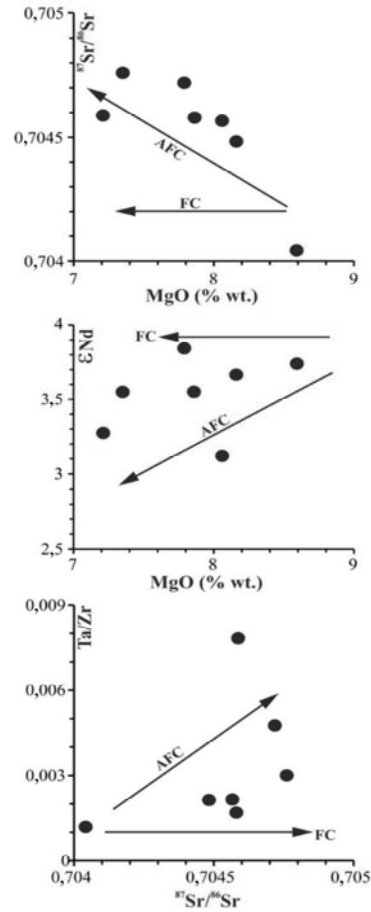 0,705
⁸⁷Sr/⁸⁶Sr
0,7045
AFC
FC
0,704
7 8 9
MgO (% wt.)
4
FC
εNd
3,5
AFC
3
2,5
7 8 9
MgO (% wt.)
0,009
Ta/Zr
0,006
AFC
0,003
FC
0
0,704 0,7045 0,705
⁸⁷Sr/⁸⁶Sr